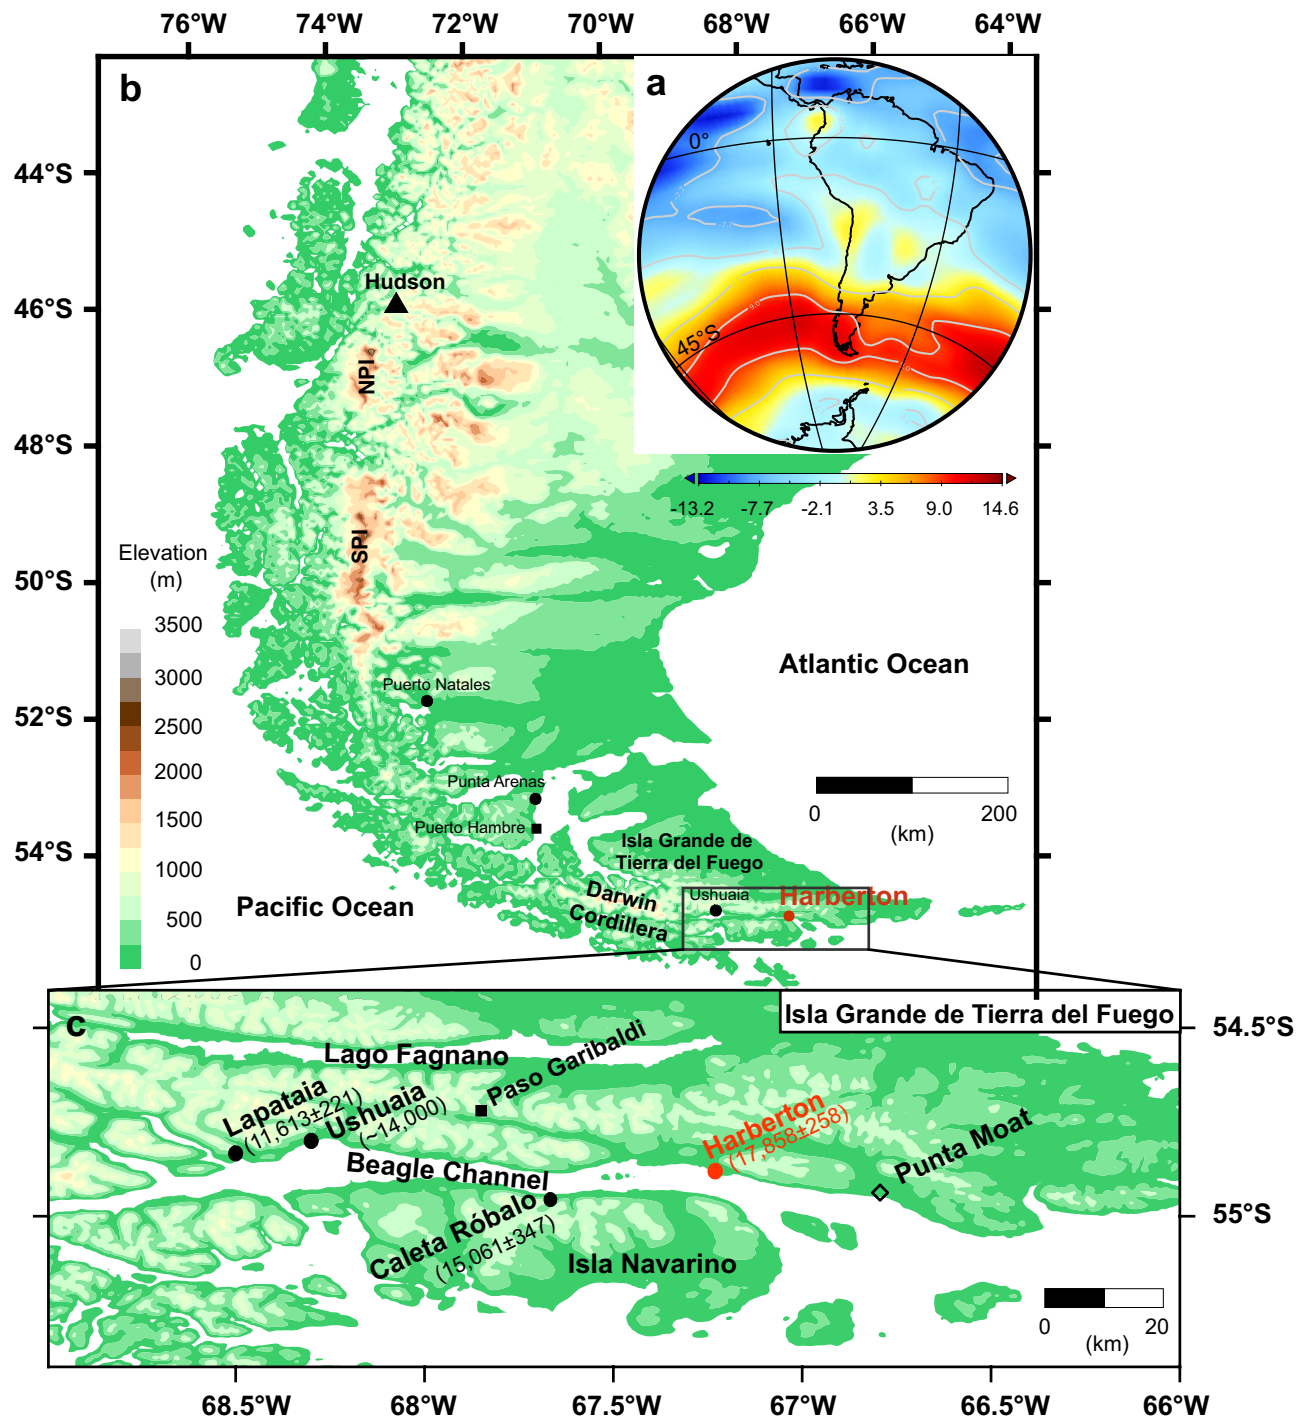 76°W 74°W 72°W 70°W 68°W 66°W 64°W
b
a
0°
45°S
9.0
44°S
Hudson
46°S
NPI
48°S
-13.2 -7.7 -2.1 3.5 9.0 14.6
SPI
Elevation
(m)
50°S
3500
3000
2500
2000
1500
1000
500
0
Atlantic Ocean
Puerto Natales
52°S
Punta Arenas
0 200
(km)
Puerto Hambre
Isla Grande de
Tierra del Fuego
54°S
Darwin
Cordillera
Ushuaia
Harberton
Pacific Ocean
c
Isla Grande de Tierra del Fuego
54.5°S
Lago Fagnano
Paso Garibaldi
Lapataia
(11,613±221)
Ushuaia
(~14,000)
Harberton
(17,858±258)
Punta Moat
Beagle Channel
Caleta Róbalo
(15,061±347)
55°S
Isla Navarino
0 20
(km)
68.5°W 68°W 67.5°W 67°W 66.5°W 66°W